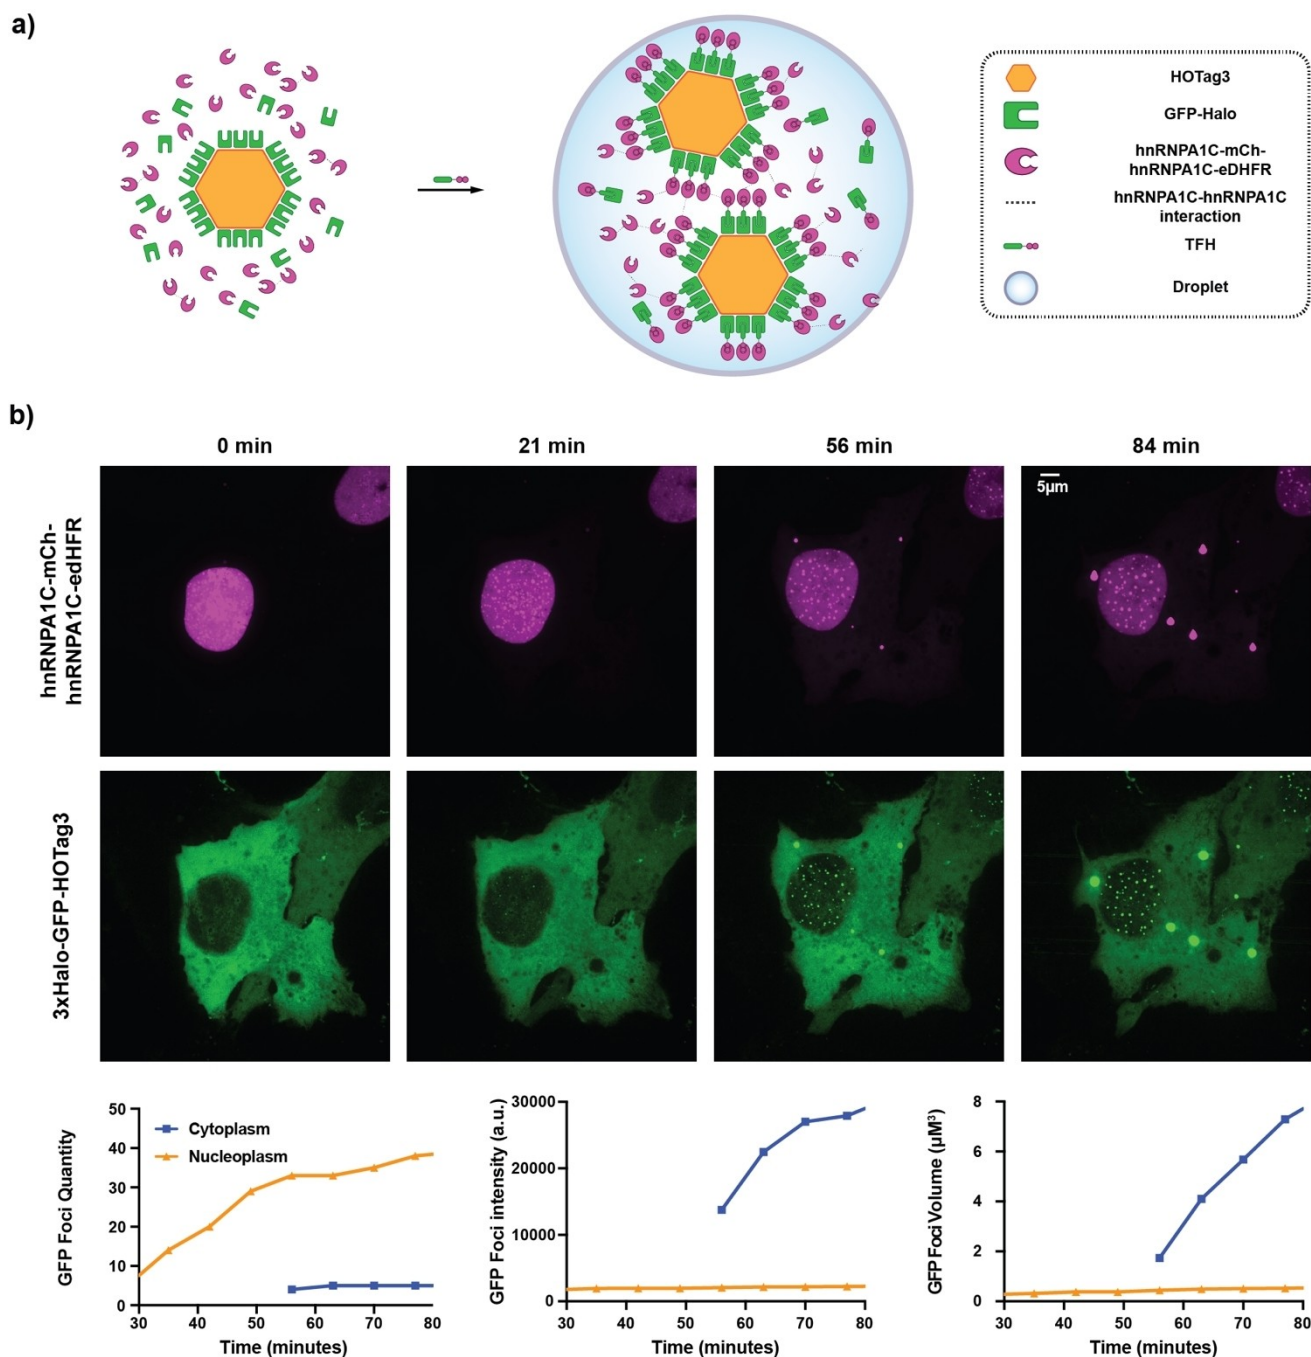 a)
HOTag3
GFP-Halo
hnRNPA1C-mCh-
hnRNPA1C-eDHFR
hnRNPA1C-hnRNPA1C
interaction
TFH
Droplet
b)
0 min
21 min
56 min
84 min
hnRNPA1C-mCh-
hnRNPA1C-edHFR
5µm
3xHalo-GFP-HOTag3
GFP Foci Quantity
50
40
30
20
10
0
Cytoplasm
Nucleoplasm
30 40 50 60 70 80
Time (minutes)
GFP Foci intensity (a.u.)
30000
20000
10000
0
30 40 50 60 70 80
Time (minutes)
GFP Foci Volume (µM³)
8
6
4
2
0
30 40 50 60 70 80
Time (minutes)